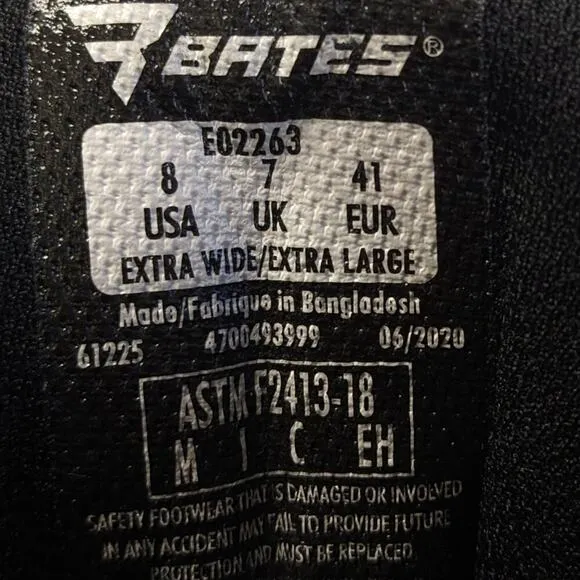 BATES®
E02263
8 7 41
USA UK EUR
EXTRA WIDE/EXTRA LARGE
Made/Fabrique in Bangladesh
61225 4700493999 06/2020
ASTM F2413-18
M I C EH
SAFETY FOOTWEAR THAT IS DAMAGED OR INVOLVED
IN ANY ACCIDENT MAY FAIL TO PROVIDE FUTURE
PROTECTION AND MUST BE REPLACED